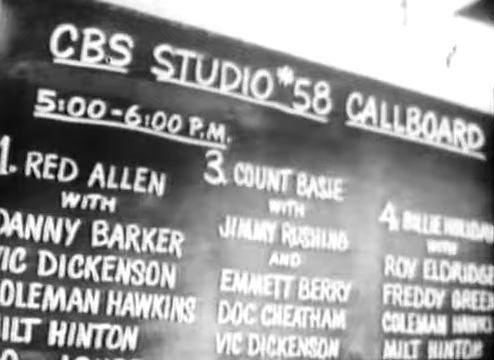 CBS STUDIO #58 CALLBOARD
5:00-6:00 P.M.
1. RED ALLEN
WITH
DANNY BARKER
VIC DICKENSON
COLEMAN HAWKINS
MILT HINTON
3. COUNT BASIE
WITH
JIMMY RUSHING
AND
EMMETT BERRY
DOC CHEATHAM
VIC DICKENSON
4. BILLIE HOLIDAY
WITH
ROY ELDRIDGE
FREDDY GREEN
COLEMAN HAWKINS
MILT HINTON